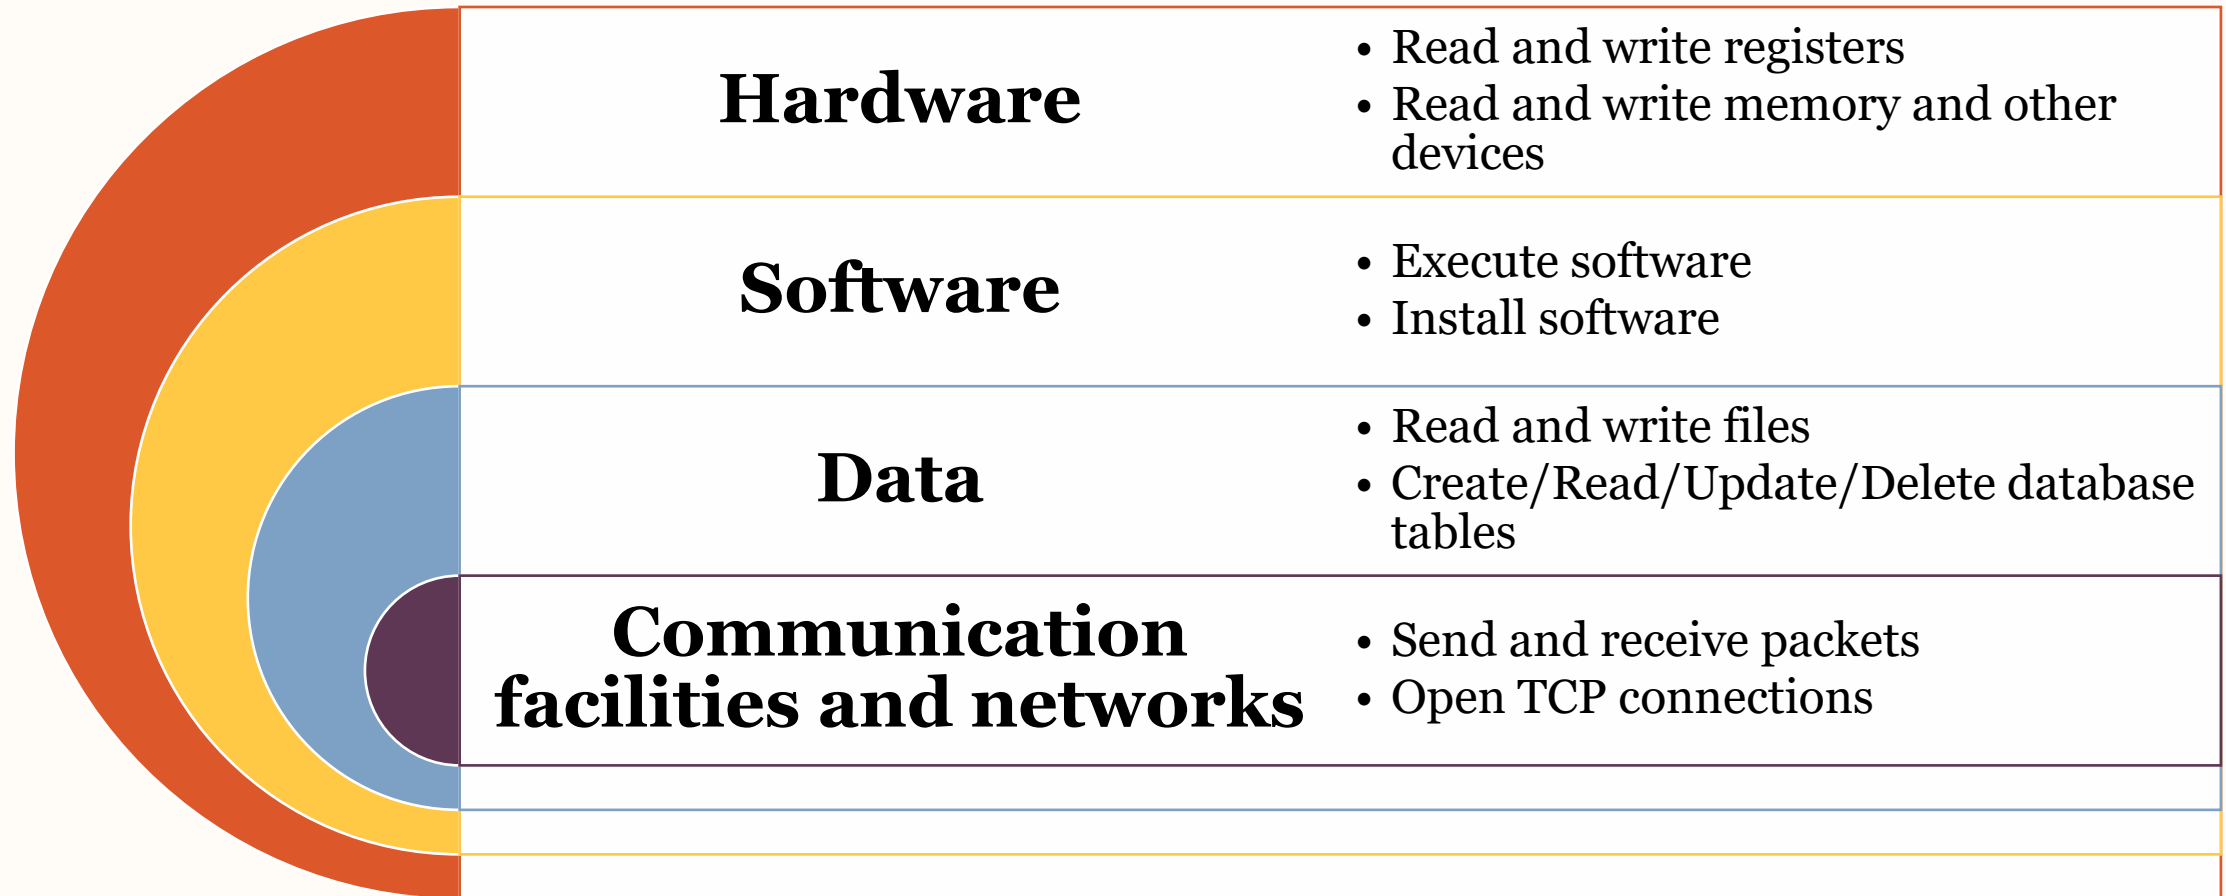 Hardware
• Read and write registers
• Read and write memory and other
devices
Software
• Execute software
• Install software
Data
• Read and write files
• Create/Read/Update/Delete database
tables
Communication
facilities and networks
• Send and receive packets
• Open TCP connections